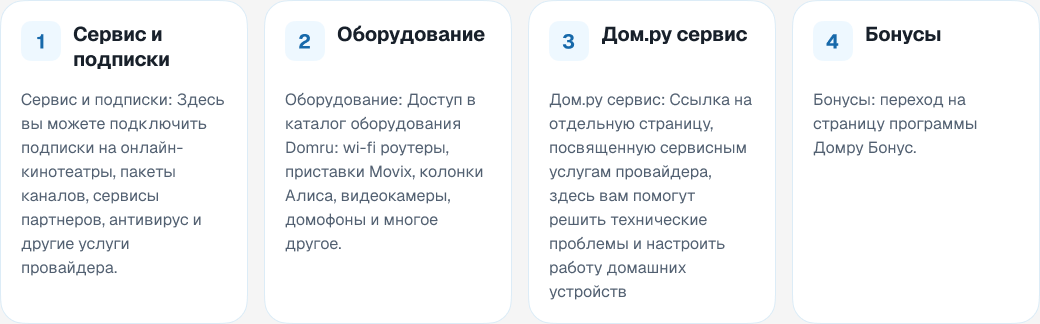 1
Сервис и
подписки
Сервис и подписки: Здесь
вы можете подключить
подписки на онлайн-
кинотеатры, пакеты
каналов, сервисы
партнеров, антивирус и
другие услуги
провайдера.
2
Оборудование
Оборудование: Доступ в
каталог оборудования
Domru: wi-fi роутеры,
приставки Movix, колонки
Алиса, видеокамеры,
домофоны и многое
другое.
3
Дом.ру сервис
Дом.ру сервис: Ссылка на
отдельную страницу,
посвященную сервисным
услугам провайдера,
здесь вам помогут
решить технические
проблемы и настроить
работу домашних
устройств
4
Бонусы
Бонусы: переход на
страницу программы
Домру Бонус.